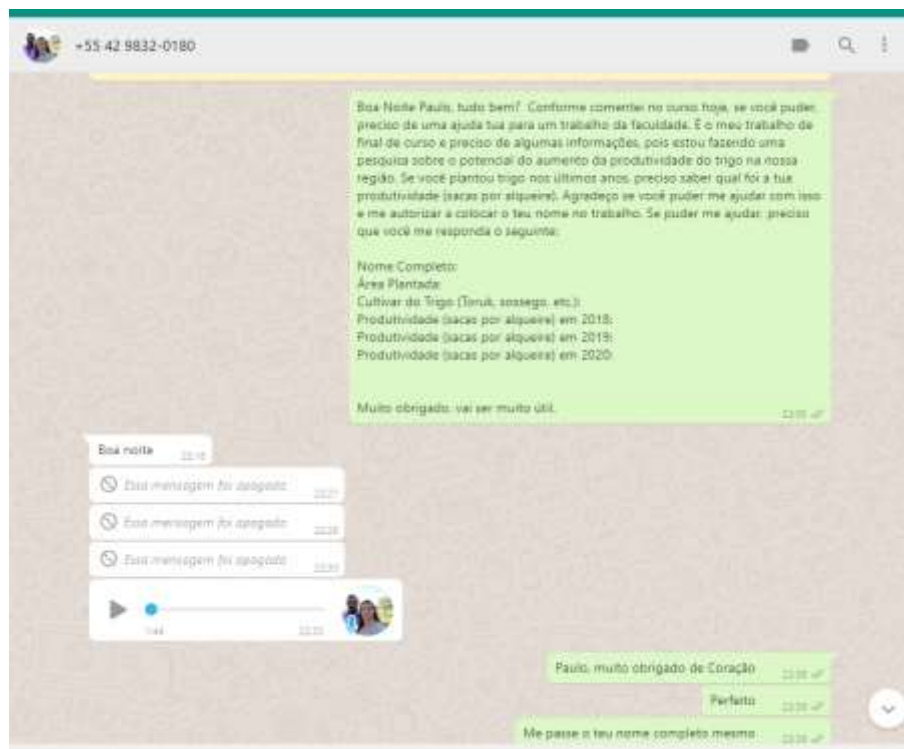 +55 42 9832-0180
Boa Noite Paulo, tudo bem? Conforme comentei no curso hoje, se você puder,
preciso de uma ajuda tua para um trabalho da faculdade. É o meu trabalho de
final de curso e preciso de algumas informações, pois estou fazendo uma
pesquisa sobre o potencial do aumento da produtividade do trigo na nossa
região. Se você plantou trigo nos últimos anos, preciso saber qual foi a tua
produtividade (sacas por alqueire). Agradeço se você puder me ajudar com isso
e me autorizar a colocar o teu nome no trabalho. Se puder me ajudar, preciso
que você me responda o seguinte:
Nome Completo:
Área Plantada:
Cultivar do Trigo (Toruk, sossego, etc.):
Produtividade (sacas por alqueire) em 2018:
Produtividade (sacas por alqueire) em 2019:
Produtividade (sacas por alqueire) em 2020:
Muito obrigado, vai ser muito útil.
Boa noite
Essa mensagem foi apagada
Essa mensagem foi apagada
Essa mensagem foi apagada
1:44
Paulo, muito obrigado de Coração
Perfeito
Me passe o teu nome completo mesmo